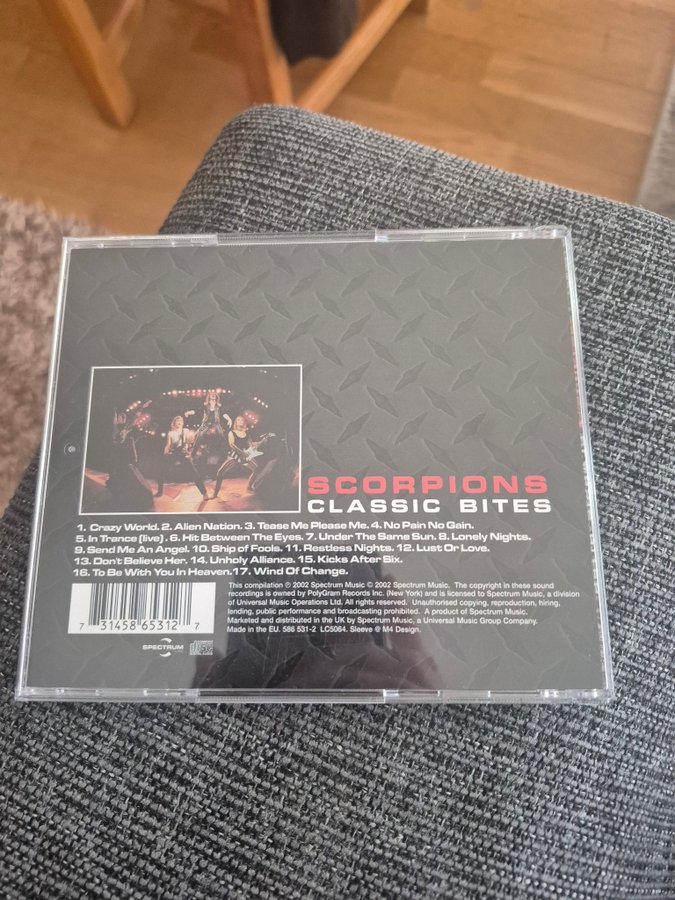 SCORPIONS
CLASSIC BITES
1. Crazy World. 2. Alien Nation. 3. Tease Me Please Me. 4. No Pain No Gain.
5. In Trance (live) . 6. Hit Between The Eyes. 7. Under The Same Sun. 8. Lonely Nights.
9. Send Me An Angel. 10. Ship of Fools. 11. Restless Nights. 12. Lust Or Love.
13. Don't Believe Her. 14. Unholy Alliance. 15. Kicks After Six.
16. To Be With You In Heaven. 17. Wind Of Change.
This compilation ℗ 2002 Spectrum Music © 2002 Spectrum Music. The copyright in these sound
recordings is owned by PolyGram Records Inc. (New York) and is licensed to Spectrum Music, a division
of Universal Music Operations Ltd. All rights reserved. Unauthorised copying, reproduction, hiring,
lending, public performance and broadcasting prohibited. A product of Spectrum Music.
Marketed and distributed in the UK by Spectrum Music, a Universal Music Group Company.
Made in the EU. 586 531-2 LC5064. Sleeve @ M4 Design.
7 31458 65312 7
SPECTRUM